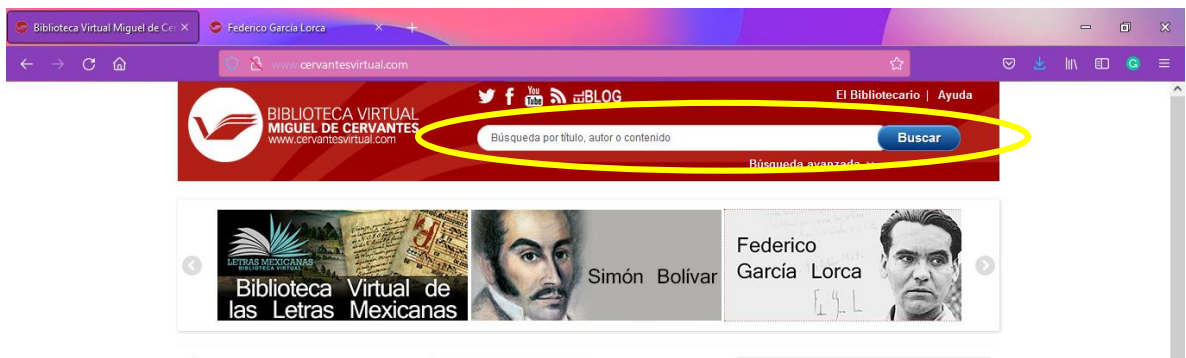 Biblioteca Virtual Miguel de Cer
Federico García Lorca
www.cervantesvirtual.com
BIBLIOTECA VIRTUAL
MIGUEL DE CERVANTES
www.cervantesvirtual.com
You Tube
BLOG
El Bibliotecario | Ayuda
Búsqueda por título, autor o contenido
Buscar
Búsqueda avanzada
LETRAS MEXICANAS
BIBLIOTECA VIRTUAL
Biblioteca Virtual de
las Letras Mexicanas
Simón Bolívar
Federico
García Lorca